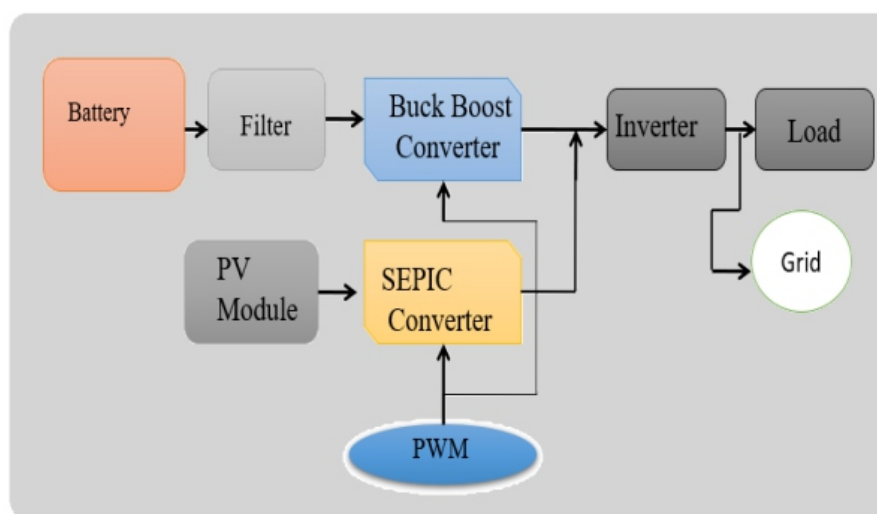 Battery
Filter
Buck Boost
Converter
Inverter
Load
PV
Module
SEPIC
Converter
Grid
PWM